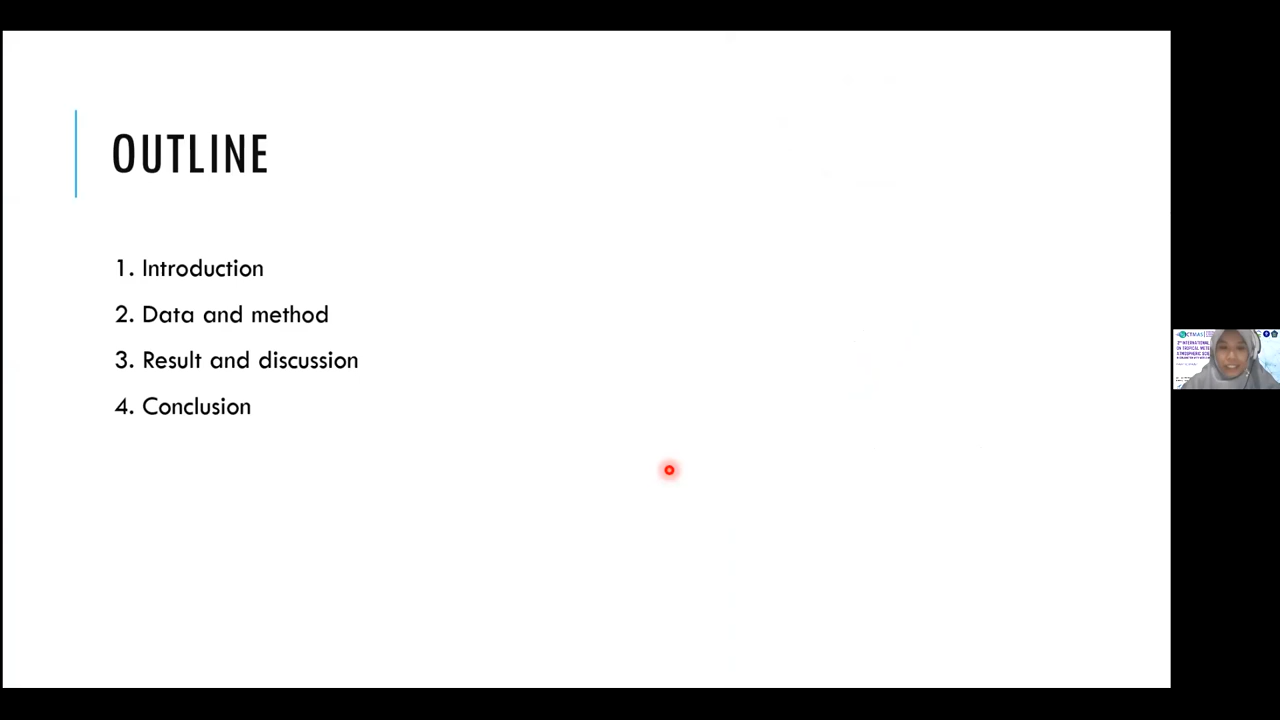 OUTLINE
1. Introduction
2. Data and method
3. Result and discussion
4. Conclusion